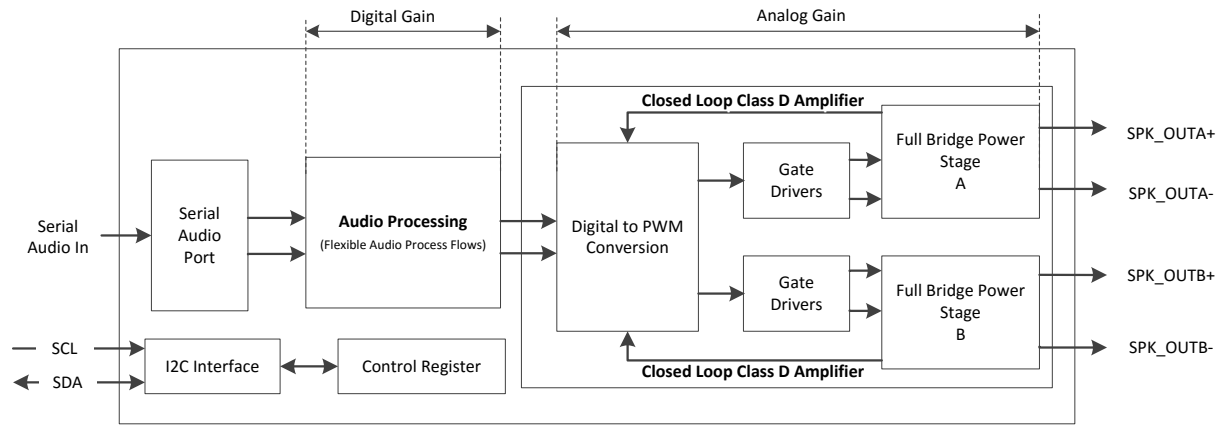 Digital Gain
Analog Gain
Closed Loop Class D Amplifier
Full Bridge Power
Stage
A
SPK_OUTA+
SPK_OUTA-
Gate
Drivers
Serial
Audio In
Serial
Audio
Port
Audio Processing
(Flexible Audio Process Flows)
Digital to PWM
Conversion
Gate
Drivers
Full Bridge Power
Stage
B
SPK_OUTB+
SPK_OUTB-
SCL
SDA
I2C Interface
Control Register
Closed Loop Class D Amplifier